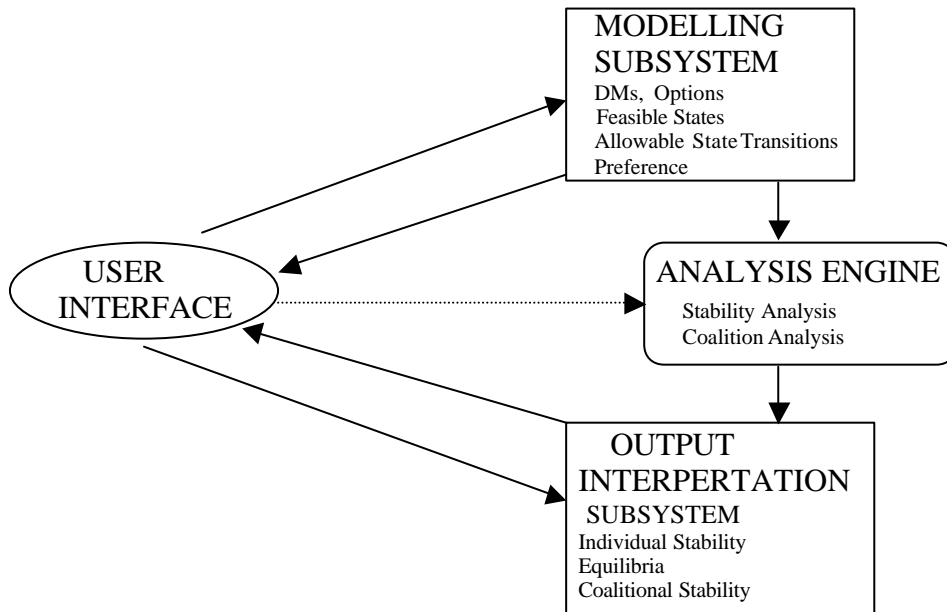 MODELLING
SUBSYSTEM
DMs, Options
Feasible States
Allowable State Transitions
Preference
USER
INTERFACE
ANALYSIS ENGINE
Stability Analysis
Coalition Analysis
OUTPUT
INTERPERTATION
SUBSYSTEM
Individual Stability
Equilibria
Coalitional Stability